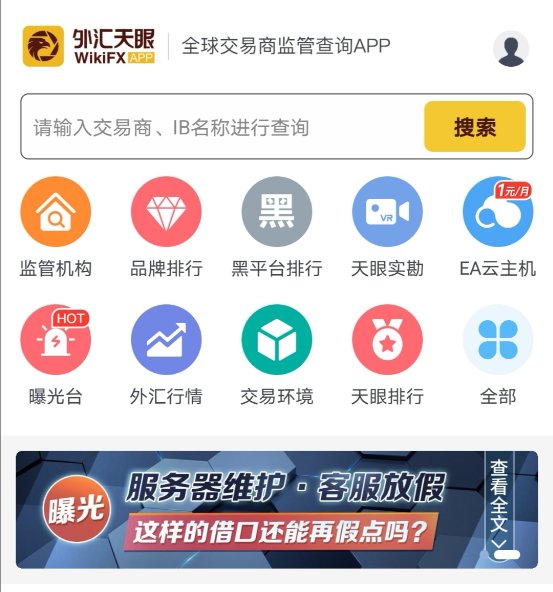 外汇天眼
WikiFX APP
全球交易商监管查询APP
请输入交易商、IB名称进行查询
搜索
监管机构
品牌排行
黑
黑平台排行
VR
天眼实勘
1元/月
EA云主机
HOT
曝光台
外汇行情
交易环境
天眼排行
全部
曝光
服务器维护·客服放假
这样的借口还能再假点吗?
查看全文